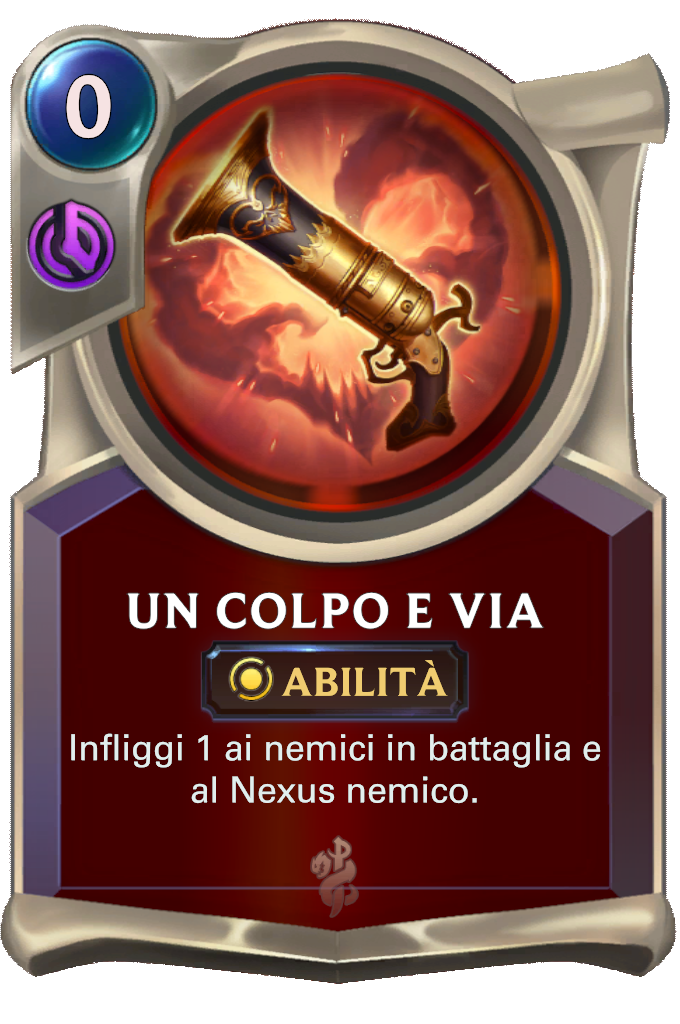 0
UN COLPO E VIA
ABILITÀ
Infliggi 1 ai nemici in battaglia e
al Nexus nemico.